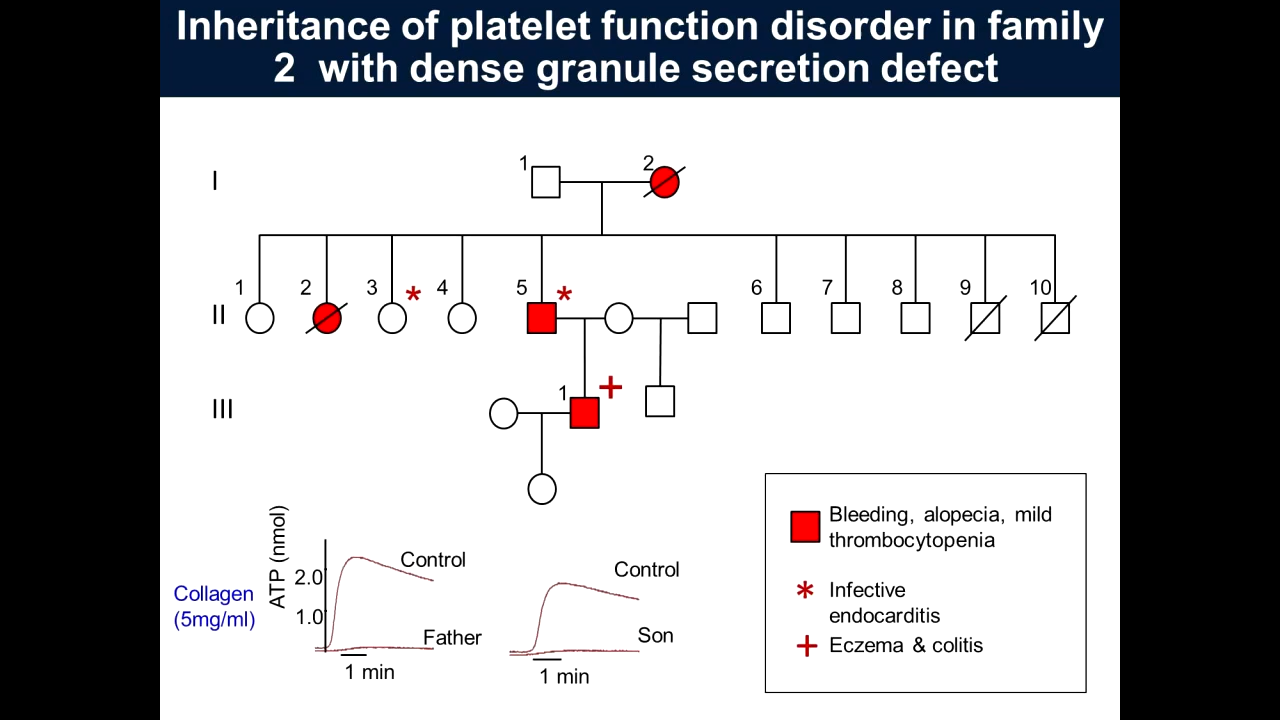 Inheritance of platelet function disorder in family
2 with dense granule secretion defect
I
1
2
II
1
2
3
*
4
5
*
6
7
8
9
10
III
1
+
Collagen
(5mg/ml)
ATP (nmol)
2.0
1.0
Control
Father
1 min
Control
Son
1 min
Bleeding, alopecia, mild
thrombocytopenia
* Infective
endocarditis
+ Eczema & colitis